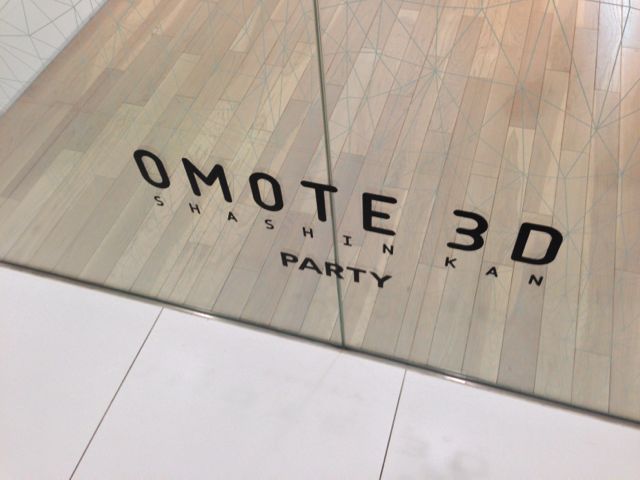 OMOTE 3D
SHASHIN KAN
PARTY